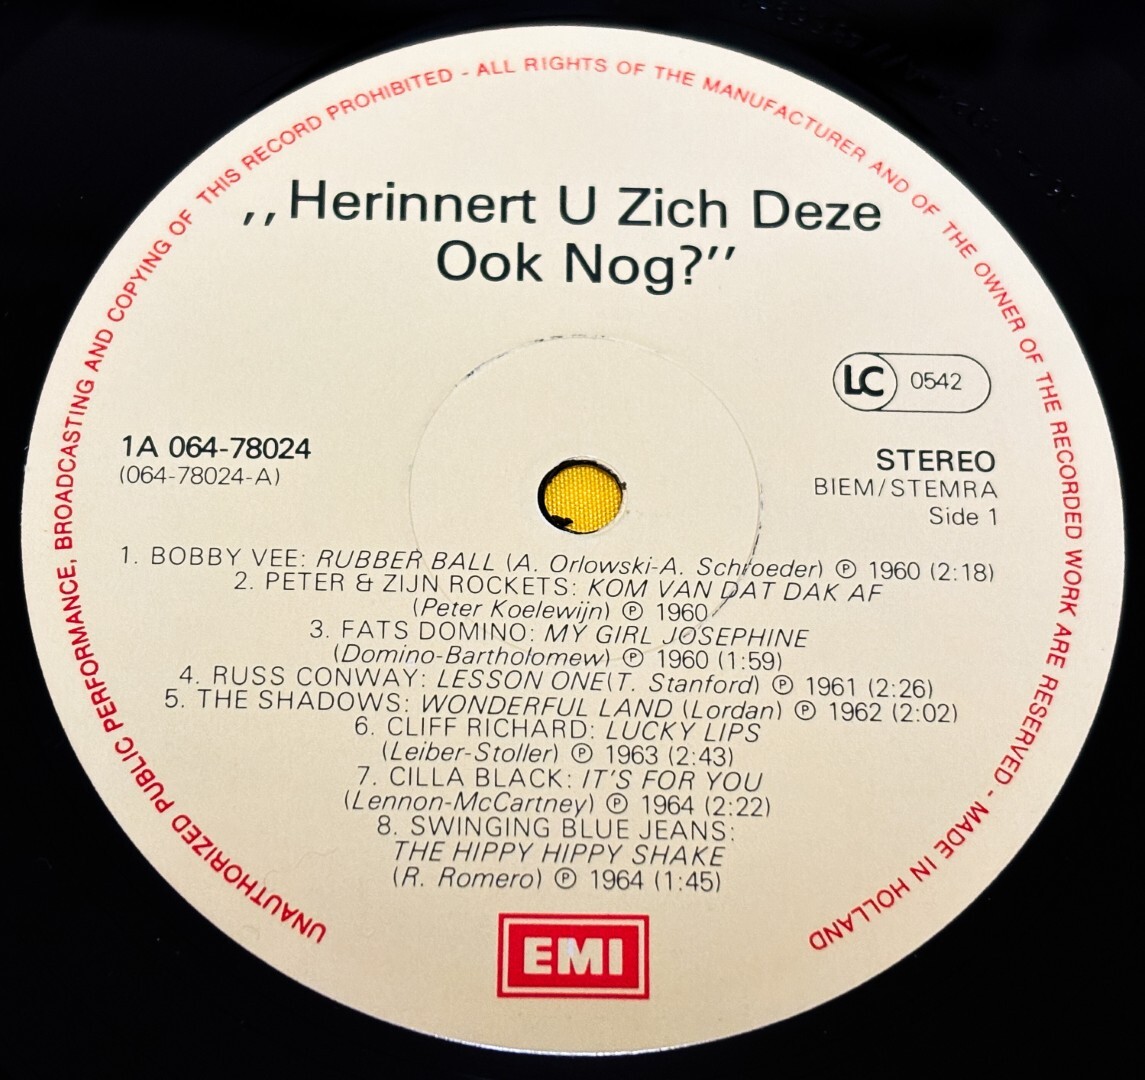 UNAUTHORIZED PUBLIC PERFORMANCE, BROADCASTING AND COPYING OF THIS RECORD PROHIBITED - ALL RIGHTS OF THE MANUFACTURER AND OF THE OWNER OF THE RECORDED WORK ARE RESERVED - MADE IN HOLLAND
,,Herinnert U Zich Deze
Ook Nog?’’
LC 0542
1A 064-78024
(064-78024-A)
STEREO
BIEM/STEMRA
Side 1
1. BOBBY VEE: RUBBER BALL (A. Orlowski-A. Schroeder) ℗ 1960 (2:18)
2. PETER & ZIJN ROCKETS: KOM VAN DAT DAK AF
(Peter Koelewijn) ℗ 1960
3. FATS DOMINO: MY GIRL JOSEPHINE
(Domino-Bartholomew) ℗ 1960 (1:59)
4. RUSS CONWAY: LESSON ONE(T. Stanford) ℗ 1961 (2:26)
5. THE SHADOWS: WONDERFUL LAND (Lordan) ℗ 1962 (2:02)
6. CLIFF RICHARD: LUCKY LIPS
(Leiber-Stoller) ℗ 1963 (2:43)
7. CILLA BLACK: IT'S FOR YOU
(Lennon-McCartney) ℗ 1964 (2:22)
8. SWINGING BLUE JEANS:
THE HIPPY HIPPY SHAKE
(R. Romero) ℗ 1964 (1:45)
EMI